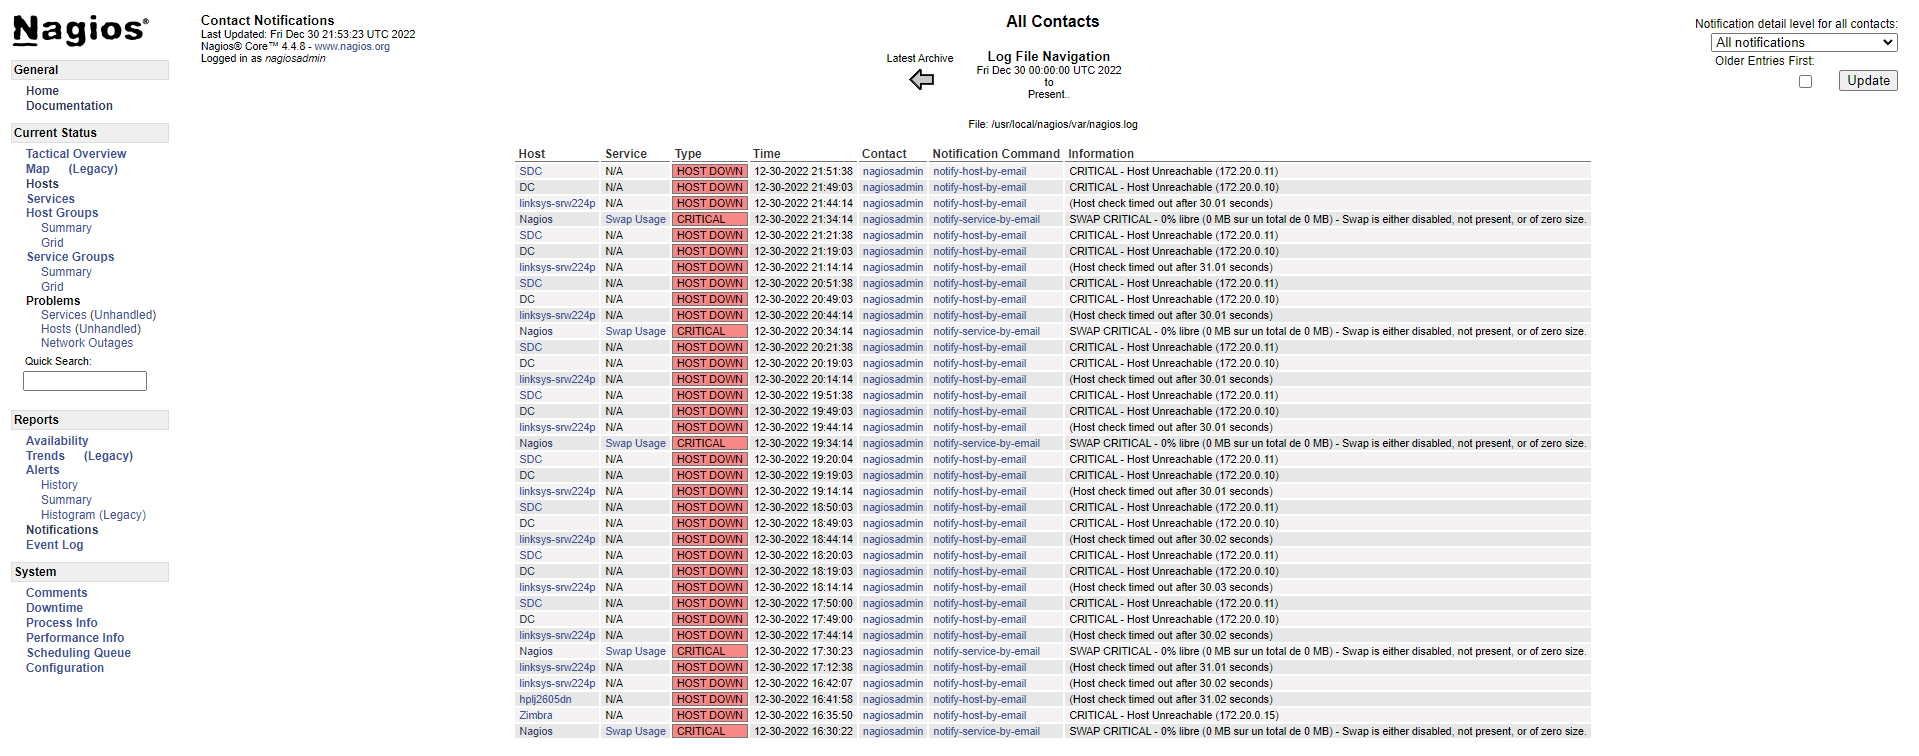 Nagios®
General
Home
Documentation
Current Status
Tactical Overview
Map (Legacy)
Hosts
Services
Host Groups
Summary
Grid
Service Groups
Summary
Grid
Problems
Services (Unhandled)
Hosts (Unhandled)
Network Outages
Quick Search:
Reports
Availability
Trends (Legacy)
Alerts
History
Summary
Histogram (Legacy)
Notifications
Event Log
System
Comments
Downtime
Process Info
Performance Info
Scheduling Queue
Configuration
Contact Notifications
Last Updated: Fri Dec 30 21:53:23 UTC 2022
Nagios® Core™ 4.4.8 - www.nagios.org
Logged in as nagiosadmin
All Contacts
Latest Archive
Log File Navigation
Fri Dec 30 00:00:00 UTC 2022
to
Present..
File: /usr/local/nagios/var/nagios.log
Notification detail level for all contacts:
All notifications
Older Entries First:
Update
Host Service Type Time Contact Notification Command Information
SDC N/A HOST DOWN 12-30-2022 21:51:38 nagiosadmin notify-host-by-email CRITICAL - Host Unreachable (172.20.0.11)
DC N/A HOST DOWN 12-30-2022 21:49:03 nagiosadmin notify-host-by-email CRITICAL - Host Unreachable (172.20.0.10)
linksys-srw224p N/A HOST DOWN 12-30-2022 21:44:14 nagiosadmin notify-host-by-email (Host check timed out after 30.01 seconds)
Nagios Swap Usage CRITICAL 12-30-2022 21:34:14 nagiosadmin notify-service-by-email SWAP CRITICAL - 0% libre (0 MB sur un total de 0 MB) - Swap is either disabled, not present, or of zero size.
SDC N/A HOST DOWN 12-30-2022 21:21:38 nagiosadmin notify-host-by-email CRITICAL - Host Unreachable (172.20.0.11)
DC N/A HOST DOWN 12-30-2022 21:19:03 nagiosadmin notify-host-by-email CRITICAL - Host Unreachable (172.20.0.10)
linksys-srw224p N/A HOST DOWN 12-30-2022 21:14:14 nagiosadmin notify-host-by-email (Host check timed out after 31.01 seconds)
SDC N/A HOST DOWN 12-30-2022 20:51:38 nagiosadmin notify-host-by-email CRITICAL - Host Unreachable (172.20.0.11)
DC N/A HOST DOWN 12-30-2022 20:49:03 nagiosadmin notify-host-by-email CRITICAL - Host Unreachable (172.20.0.10)
linksys-srw224p N/A HOST DOWN 12-30-2022 20:44:14 nagiosadmin notify-host-by-email (Host check timed out after 30.01 seconds)
Nagios Swap Usage CRITICAL 12-30-2022 20:34:14 nagiosadmin notify-service-by-email SWAP CRITICAL - 0% libre (0 MB sur un total de 0 MB) - Swap is either disabled, not present, or of zero size.
SDC N/A HOST DOWN 12-30-2022 20:21:38 nagiosadmin notify-host-by-email CRITICAL - Host Unreachable (172.20.0.11)
DC N/A HOST DOWN 12-30-2022 20:19:03 nagiosadmin notify-host-by-email CRITICAL - Host Unreachable (172.20.0.10)
linksys-srw224p N/A HOST DOWN 12-30-2022 20:14:14 nagiosadmin notify-host-by-email (Host check timed out after 30.01 seconds)
SDC N/A HOST DOWN 12-30-2022 19:51:38 nagiosadmin notify-host-by-email CRITICAL - Host Unreachable (172.20.0.11)
DC N/A HOST DOWN 12-30-2022 19:49:03 nagiosadmin notify-host-by-email CRITICAL - Host Unreachable (172.20.0.10)
linksys-srw224p N/A HOST DOWN 12-30-2022 19:44:14 nagiosadmin notify-host-by-email (Host check timed out after 30.01 seconds)
Nagios Swap Usage CRITICAL 12-30-2022 19:34:14 nagiosadmin notify-service-by-email SWAP CRITICAL - 0% libre (0 MB sur un total de 0 MB) - Swap is either disabled, not present, or of zero size.
SDC N/A HOST DOWN 12-30-2022 19:20:04 nagiosadmin notify-host-by-email CRITICAL - Host Unreachable (172.20.0.11)
DC N/A HOST DOWN 12-30-2022 19:19:03 nagiosadmin notify-host-by-email CRITICAL - Host Unreachable (172.20.0.10)
linksys-srw224p N/A HOST DOWN 12-30-2022 19:14:14 nagiosadmin notify-host-by-email (Host check timed out after 30.01 seconds)
SDC N/A HOST DOWN 12-30-2022 18:50:03 nagiosadmin notify-host-by-email CRITICAL - Host Unreachable (172.20.0.11)
DC N/A HOST DOWN 12-30-2022 18:49:03 nagiosadmin notify-host-by-email CRITICAL - Host Unreachable (172.20.0.10)
linksys-srw224p N/A HOST DOWN 12-30-2022 18:44:14 nagiosadmin notify-host-by-email (Host check timed out after 30.02 seconds)
SDC N/A HOST DOWN 12-30-2022 18:20:03 nagiosadmin notify-host-by-email CRITICAL - Host Unreachable (172.20.0.11)
DC N/A HOST DOWN 12-30-2022 18:19:03 nagiosadmin notify-host-by-email CRITICAL - Host Unreachable (172.20.0.10)
linksys-srw224p N/A HOST DOWN 12-30-2022 18:14:14 nagiosadmin notify-host-by-email (Host check timed out after 30.03 seconds)
SDC N/A HOST DOWN 12-30-2022 17:50:00 nagiosadmin notify-host-by-email CRITICAL - Host Unreachable (172.20.0.11)
DC N/A HOST DOWN 12-30-2022 17:49:00 nagiosadmin notify-host-by-email CRITICAL - Host Unreachable (172.20.0.10)
linksys-srw224p N/A HOST DOWN 12-30-2022 17:44:14 nagiosadmin notify-host-by-email (Host check timed out after 30.02 seconds)
Nagios Swap Usage CRITICAL 12-30-2022 17:30:23 nagiosadmin notify-service-by-email SWAP CRITICAL - 0% libre (0 MB sur un total de 0 MB) - Swap is either disabled, not present, or of zero size.
linksys-srw224p N/A HOST DOWN 12-30-2022 17:12:38 nagiosadmin notify-host-by-email (Host check timed out after 31.01 seconds)
linksys-srw224p N/A HOST DOWN 12-30-2022 16:42:07 nagiosadmin notify-host-by-email (Host check timed out after 30.02 seconds)
hplj2605dn N/A HOST DOWN 12-30-2022 16:41:58 nagiosadmin notify-host-by-email (Host check timed out after 31.02 seconds)
Zimbra N/A HOST DOWN 12-30-2022 16:35:50 nagiosadmin notify-host-by-email CRITICAL - Host Unreachable (172.20.0.15)
Nagios Swap Usage CRITICAL 12-30-2022 16:30:22 nagiosadmin notify-service-by-email SWAP CRITICAL - 0% libre (0 MB sur un total de 0 MB) - Swap is either disabled, not present, or of zero size.